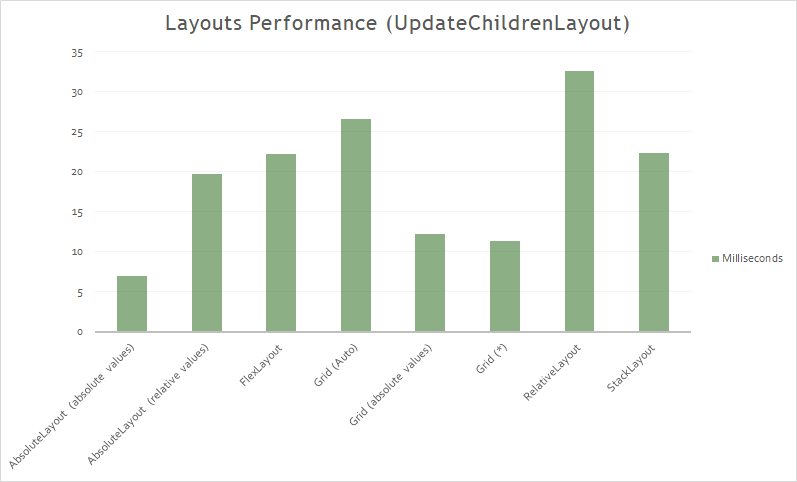 Layouts Performance (UpdateChildrenLayout)
35
30
25
20
15
10
5
0
AbsoluteLayout (absolute values)
AbsoluteLayout (relative values)
FlexLayout
Grid (Auto)
Grid (absolute values)
Grid (*)
RelativeLayout
StackLayout
Milliseconds